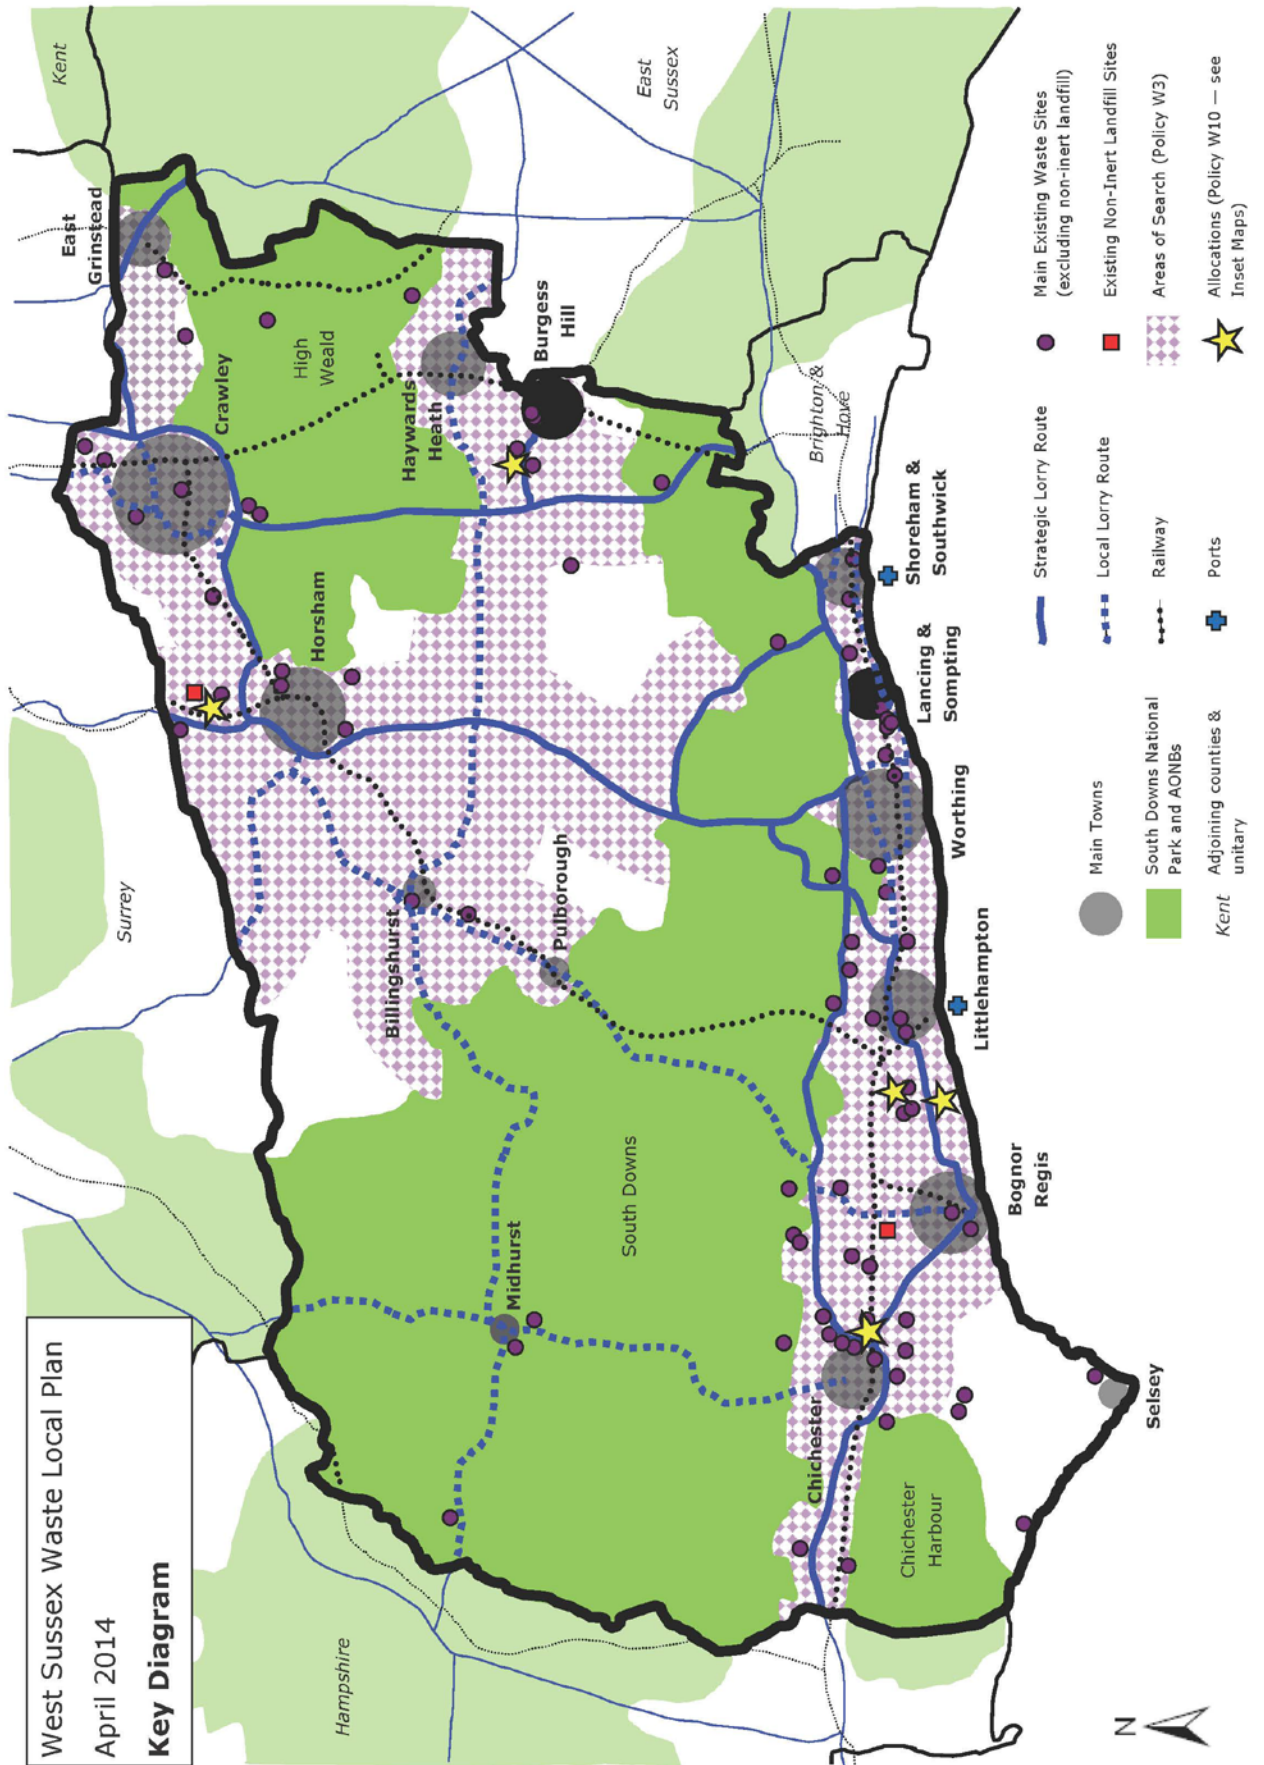 West Sussex Waste Local Plan
April 2014
Key Diagram
Kent
Surrey
Hampshire
East
Sussex
Brighton &
Hove
East
Grinstead
Crawley
High
Weald
Haywards
Heath
Burgess
Hill
Horsham
Billingshurst
Pulborough
Midhurst
South Downs
Shoreham &
Southwick
Lancing &
Sompting
Worthing
Littlehampton
Bognor
Regis
Chichester
Chichester
Harbour
Selsey
N
Main Towns
South Downs National
Park and AONBs
Kent
Adjoining counties &
unitary
Strategic Lorry Route
Local Lorry Route
Railway
Ports
Main Existing Waste Sites
(excluding non-inert landfill)
Existing Non-Inert Landfill Sites
Areas of Search (Policy W3)
Allocations (Policy W10 — see
Inset Maps)